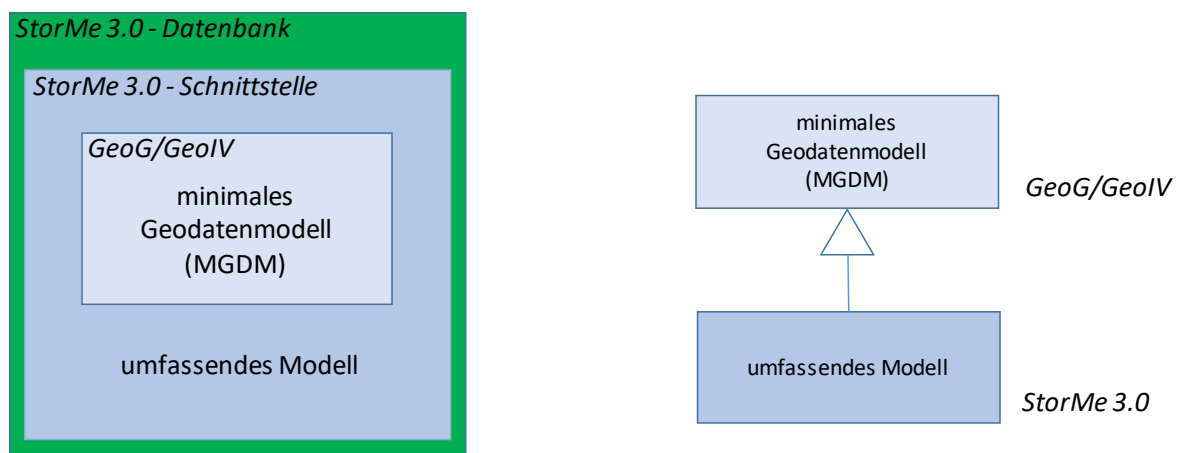 StorMe 3.0 - Datenbank
StorMe 3.0 - Schnittstelle
GeoG/GeoIV
minimales
Geodatenmodell
(MGDM)
umfassendes Modell
minimales
Geodatenmodell
(MGDM)
GeoG/GeoIV
umfassendes Modell
StorMe 3.0